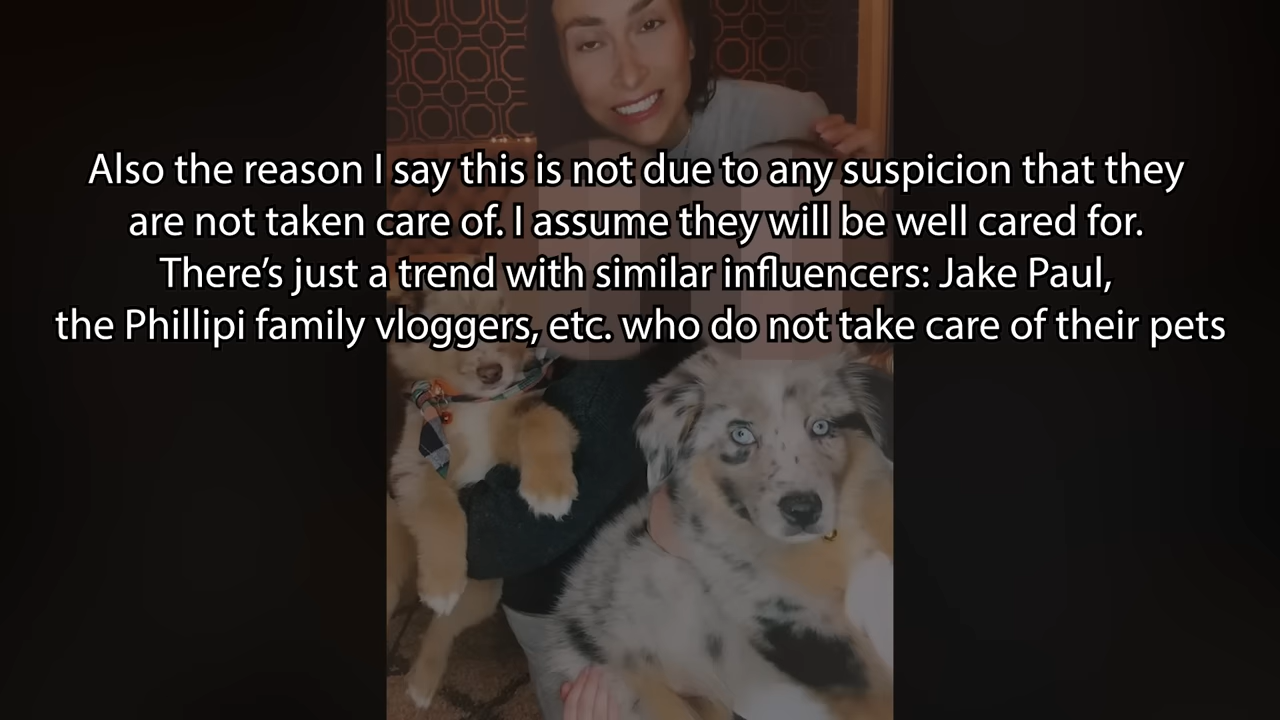 Also the reason I say this is not due to any suspicion that they
are not taken care of. I assume they will be well cared for.
There’s just a trend with similar influencers: Jake Paul,
the Phillipi family vloggers, etc. who do not take care of their pets